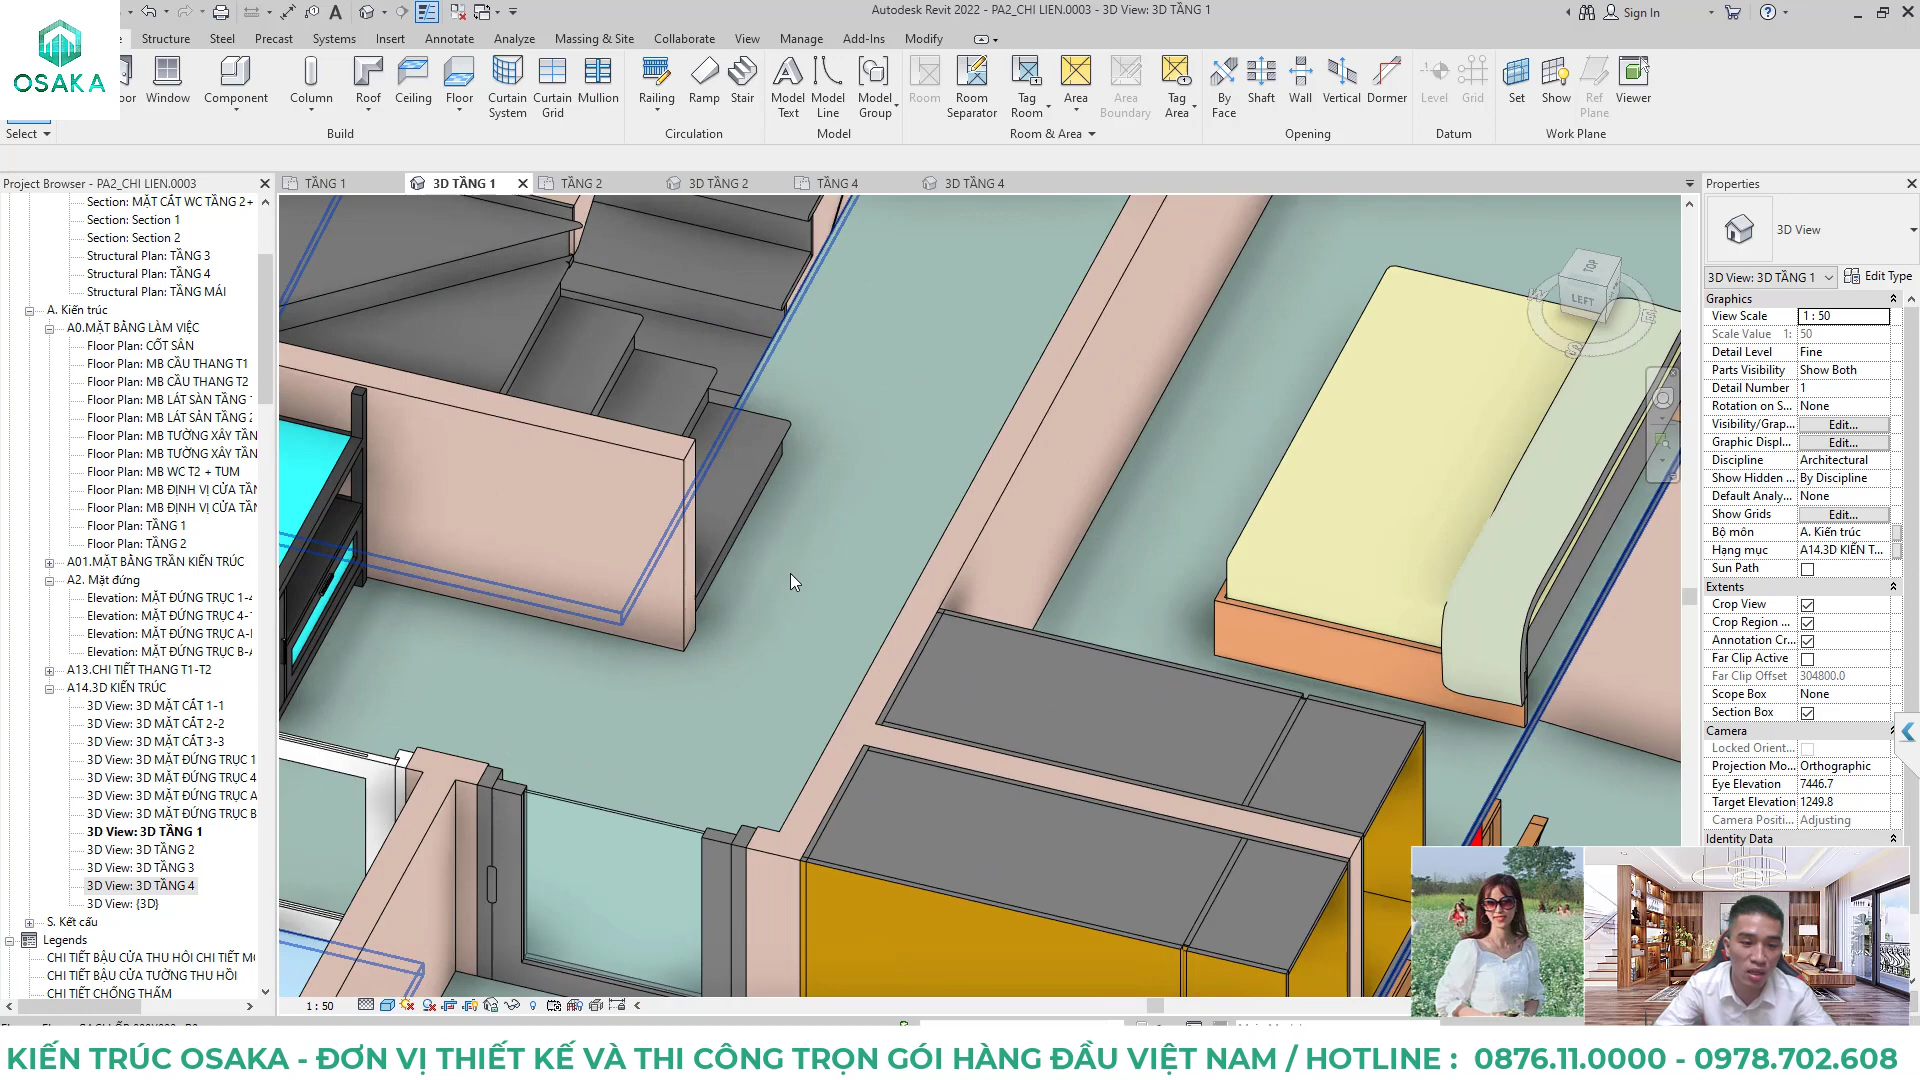 Autodesk Revit 2022 - PA2_CHI LIEN.0003 - 3D View: 3D TẦNG 1
Sign In
OSAKA
Structure Steel Precast Systems Insert Annotate Analyze Massing & Site Collaborate View Manage Add-Ins Modify
Window Component Column Roof Ceiling Floor Curtain System Curtain Grid Mullion Railing Ramp Stair Model Text Model Line Model Group Room Room Separator Tag Room Area Area Boundary Tag Area By Face Shaft Wall Vertical Dormer Level Grid Set Show Ref Plane Viewer
Select Build Circulation Model Room & Area Opening Datum Work Plane
Project Browser - PA2_CHI LIEN.0003
TẦNG 1 3D TẦNG 1 TẦNG 2 3D TẦNG 2 TẦNG 4 3D TẦNG 4
Section: MẶT CẮT WC TẦNG 2+
Section: Section 1
Section: Section 2
Structural Plan: TẦNG 3
Structural Plan: TẦNG 4
Structural Plan: TẦNG MÁI
A. Kiến trúc
A0.MẶT BẰNG LÀM VIỆC
Floor Plan: CỐT SÂN
Floor Plan: MB CẦU THANG T1
Floor Plan: MB CẦU THANG T2
Floor Plan: MB LÁT SÀN TẦNG
Floor Plan: MB LÁT SÀN TẦNG 2
Floor Plan: MB TƯỜNG XÂY TẦN
Floor Plan: MB TƯỜNG XÂY TẦN
Floor Plan: MB WC T2 + TUM
Floor Plan: MB ĐỊNH VỊ CỬA TẦN
Floor Plan: MB ĐỊNH VỊ CỬA TẦN
Floor Plan: TẦNG 1
Floor Plan: TẦNG 2
A01.MẶT BẰNG TRẦN KIẾN TRÚC
A2. Mặt đứng
Elevation: MẶT ĐỨNG TRỤC 1-4
Elevation: MẶT ĐỨNG TRỤC 4-1
Elevation: MẶT ĐỨNG TRỤC A-
Elevation: MẶT ĐỨNG TRỤC B-A
A13.CHI TIẾT THANG T1-T2
A14.3D KIẾN TRÚC
3D View: 3D MẶT CẮT 1-1
3D View: 3D MẶT CẮT 2-2
3D View: 3D MẶT CẮT 3-3
3D View: 3D MẶT ĐỨNG TRỤC 1
3D View: 3D MẶT ĐỨNG TRỤC 4
3D View: 3D MẶT ĐỨNG TRỤC A
3D View: 3D MẶT ĐỨNG TRỤC B
3D View: 3D TẦNG 1
3D View: 3D TẦNG 2
3D View: 3D TẦNG 3
3D View: 3D TẦNG 4
3D View: {3D}
S. Kết cấu
Legends
CHI TIẾT BẬU CỬA THU HỒI CHI TIẾT
CHI TIẾT BẬU CỬA TƯỜNG THU HỒI
CHI TIẾT CHỐNG THẤM
TOP
LEFT
S
1 : 50
Properties
3D View
3D View: 3D TẦNG 1 Edit Type
Graphics
View Scale 1 : 50
Scale Value 1: 50
Detail Level Fine
Parts Visibility Show Both
Detail Number 1
Rotation on S... None
Visibility/Grap... Edit...
Graphic Displ... Edit...
Discipline Architectural
Show Hidden ... By Discipline
Default Analy... None
Show Grids Edit...
Bộ môn A. Kiến trúc
Hạng mục A14.3D KIẾN T...
Sun Path
Extents
Crop View
Crop Region ...
Annotation Cr...
Far Clip Active
Far Clip Offset 304800.0
Scope Box None
Section Box
Camera
Locked Orient...
Projection Mo... Orthographic
Eye Elevation 7446.7
Target Elevation 1249.8
Camera Positi... Adjusting
Identity Data
KIẾN TRÚC OSAKA - ĐƠN VỊ THIẾT KẾ VÀ THI CÔNG TRỌN GÓI HÀNG ĐẦU VIỆT NAM / HOTLINE : 0876.11.0000 - 0978.702.608